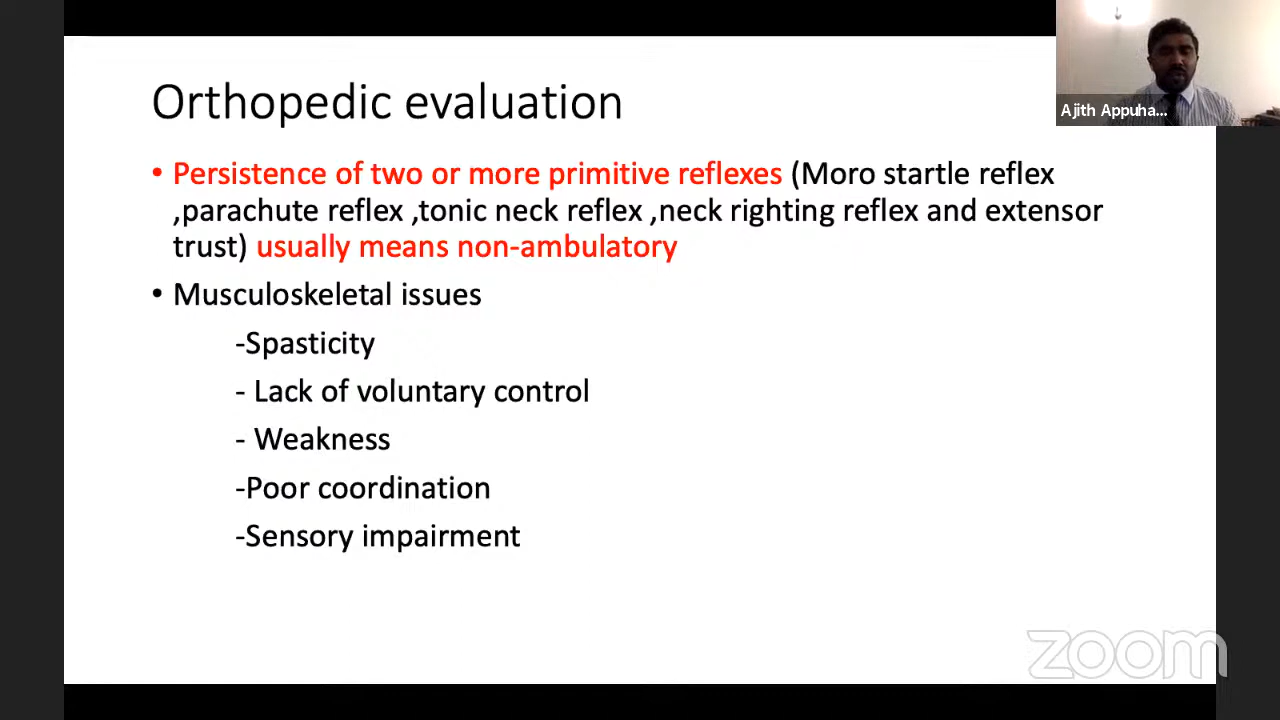 Orthopedic evaluation
• Persistence of two or more primitive reflexes (Moro startle reflex
,parachute reflex ,tonic neck reflex ,neck righting reflex and extensor
trust) usually means non-ambulatory
• Musculoskeletal issues
-Spasticity
- Lack of voluntary control
- Weakness
-Poor coordination
-Sensory impairment
Ajith Appuha...
zoom